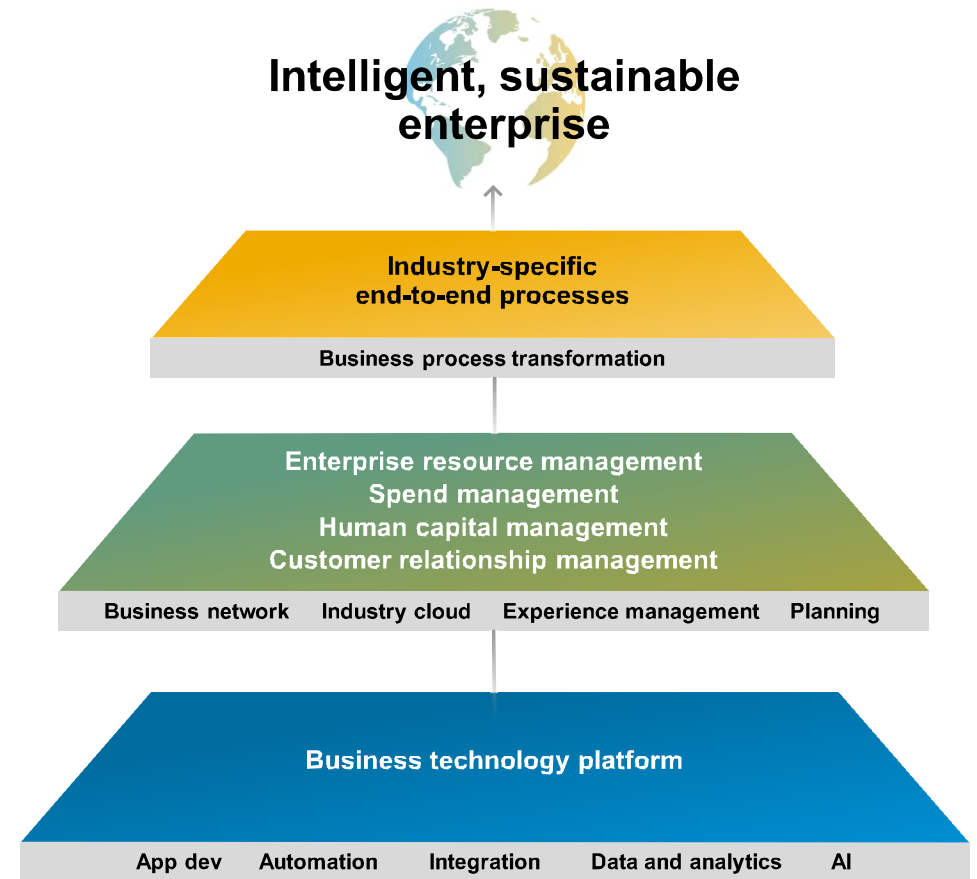 Intelligent, sustainable
enterprise
Industry-specific
end-to-end processes
Business process transformation
Enterprise resource management
Spend management
Human capital management
Customer relationship management
Business network Industry cloud Experience management Planning
Business technology platform
App dev Automation Integration Data and analytics AI